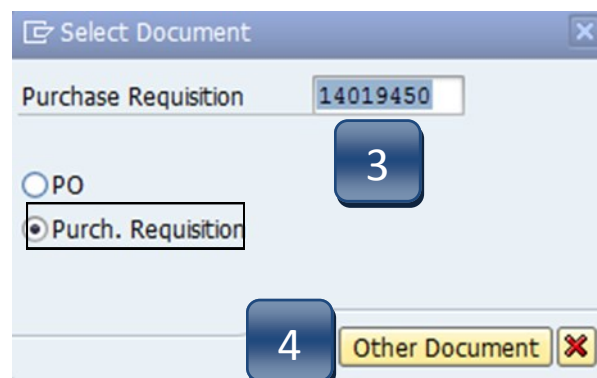 Select Document
Purchase Requisition 14019450
3
PO
Purch. Requisition
4 Other Document